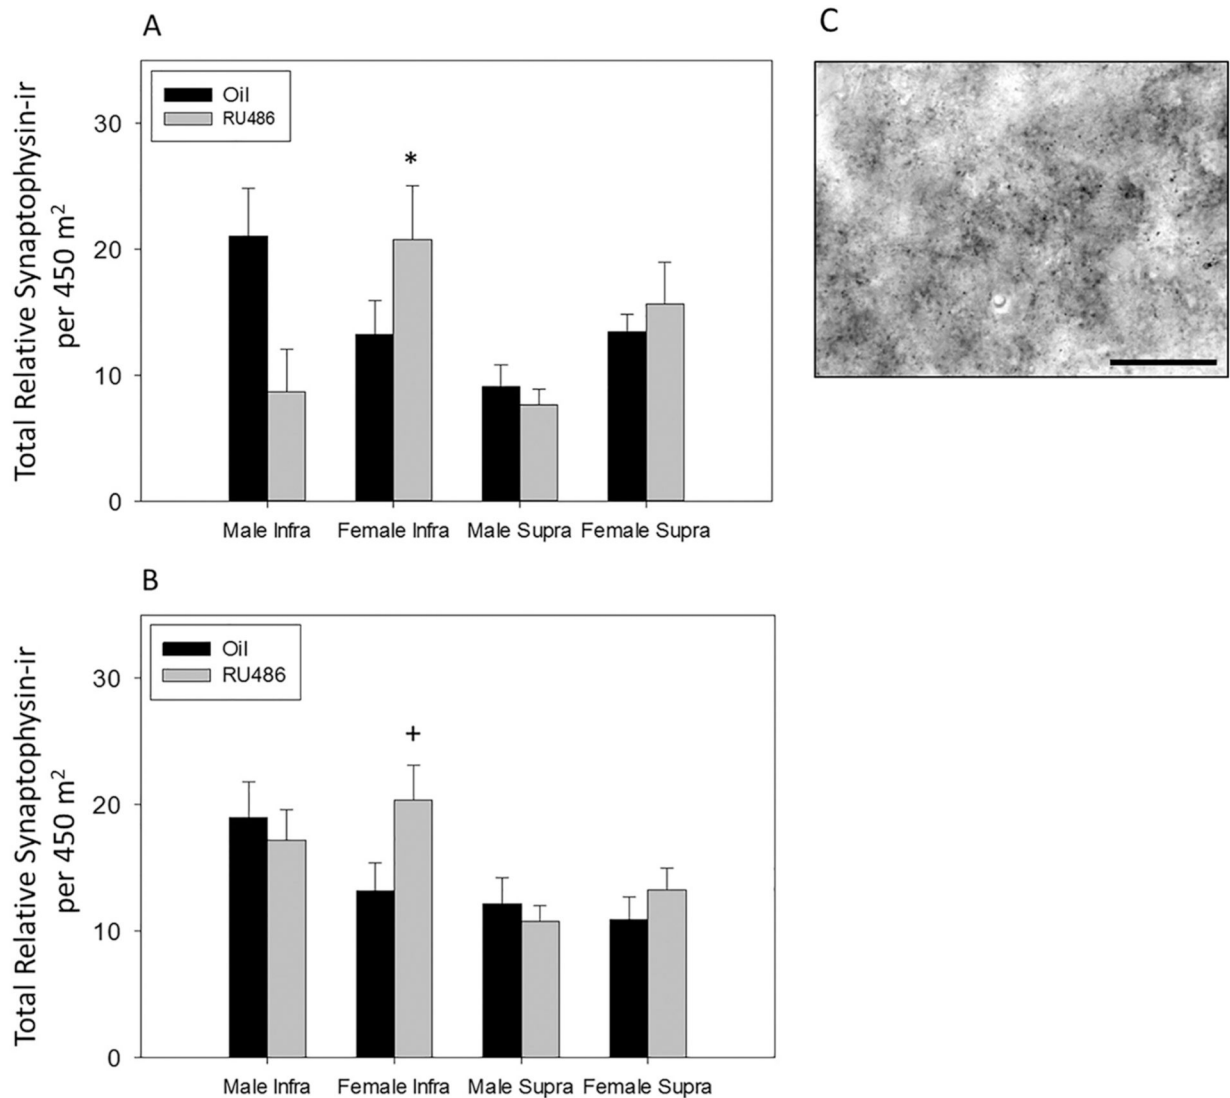 A
C
Total Relative Synaptophysin-ir
per 450 m²
Oil
RU486
30
20
10
0
*
Male Infra Female Infra Male Supra Female Supra
B
Total Relative Synaptophysin-ir
per 450 m²
Oil
RU486
30
20
10
0
+
Male Infra Female Infra Male Supra Female Supra